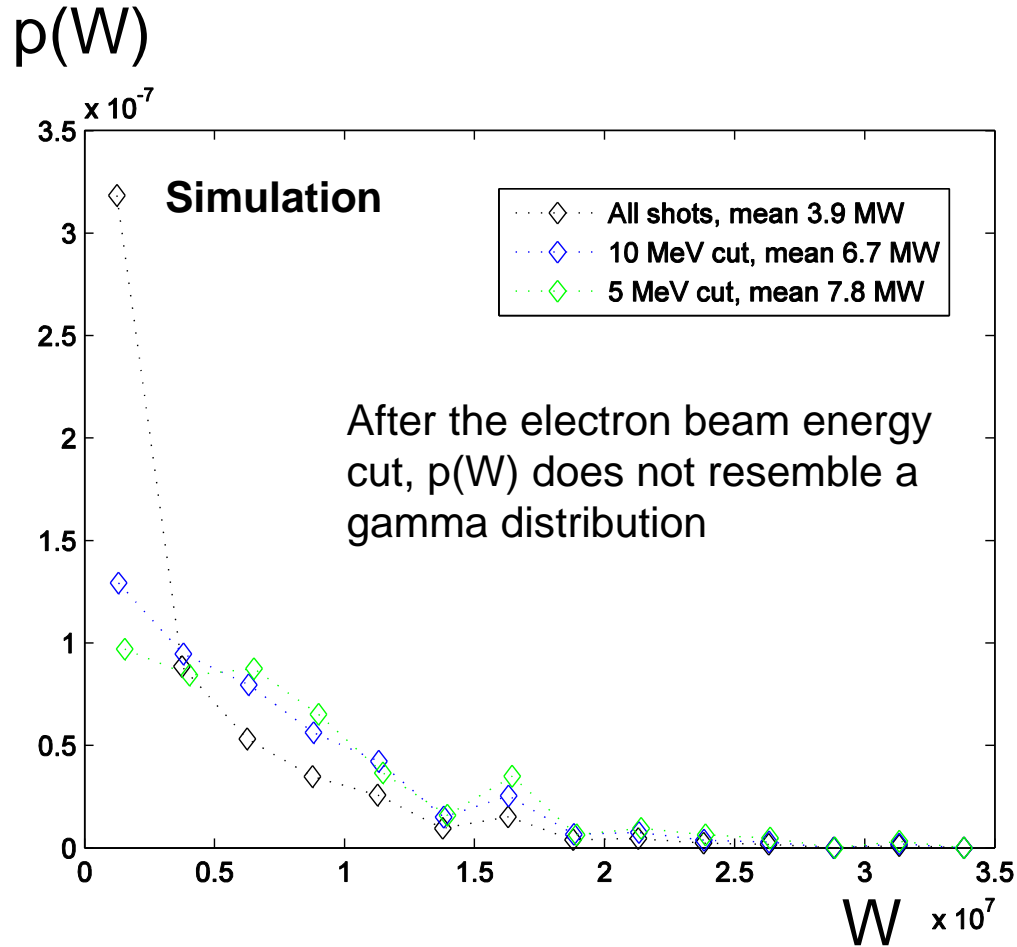 p(W)
x 10^-7
3.5
3
2.5
2
1.5
1
0.5
0
Simulation
All shots, mean 3.9 MW
10 MeV cut, mean 6.7 MW
5 MeV cut, mean 7.8 MW
After the electron beam energy
cut, p(W) does not resemble a
gamma distribution
0 0.5 1 1.5 2 2.5 3 3.5
W x 10^7